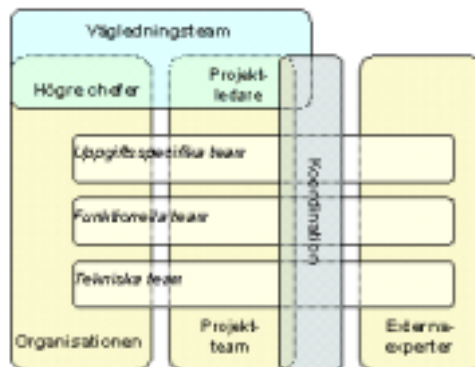 Vägledningsteam
Högre chefer
Projekt-
ledare
Uppgiftsspecifika team
Funktionella team
Tekniska team
Koordination
Organisationen
Projekt-
team
Externa-
experter